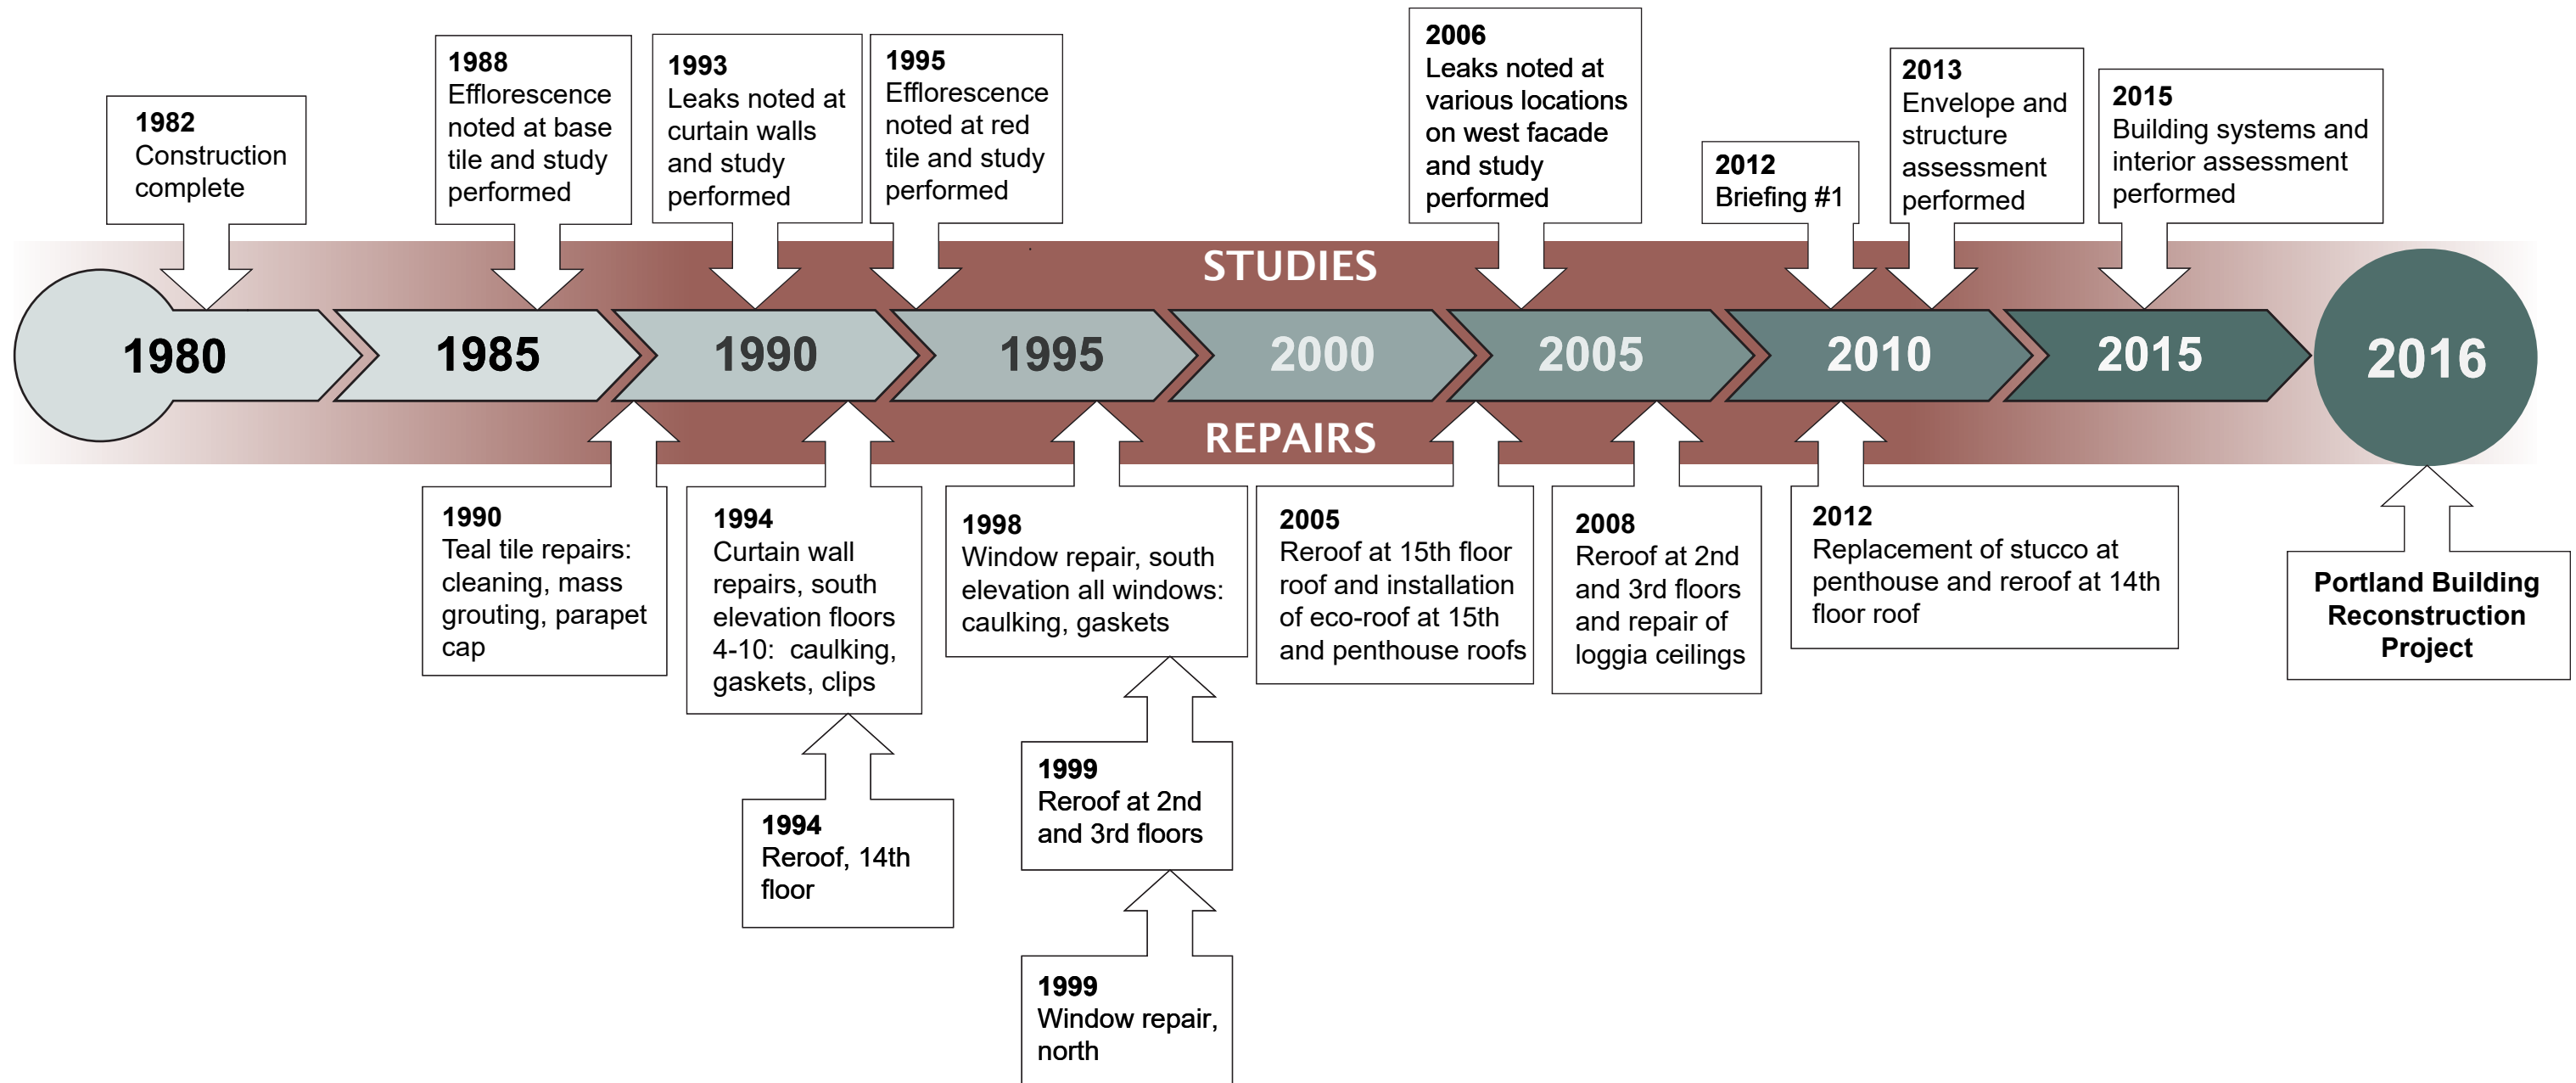 1982
Construction
complete
1988
Efflorescence
noted at base
tile and study
performed
1993
Leaks noted at
curtain walls
and study
performed
1995
Efflorescence
noted at red
tile and study
performed
2006
Leaks noted at
various locations
on west facade
and study
performed
2012
Briefing #1
2013
Envelope and
structure
assessment
performed
2015
Building systems and
interior assessment
performed
STUDIES
1980
1985
1990
1995
2000
2005
2010
2015
2016
REPAIRS
1990
Teal tile repairs:
cleaning, mass
grouting, parapet
cap
1994
Curtain wall
repairs, south
elevation floors
4-10:  caulking,
gaskets, clips
1994
Reroof, 14th
floor
1998
Window repair, south
elevation all windows:
caulking, gaskets
1999
Reroof at 2nd
and 3rd floors
1999
Window repair,
north
2005
Reroof at 15th floor
roof and installation
of eco-roof at 15th
and penthouse roofs
2008
Reroof at 2nd
and 3rd floors
and repair of
loggia ceilings
2012
Replacement of stucco at
penthouse and reroof at 14th
floor roof
Portland Building
Reconstruction
Project